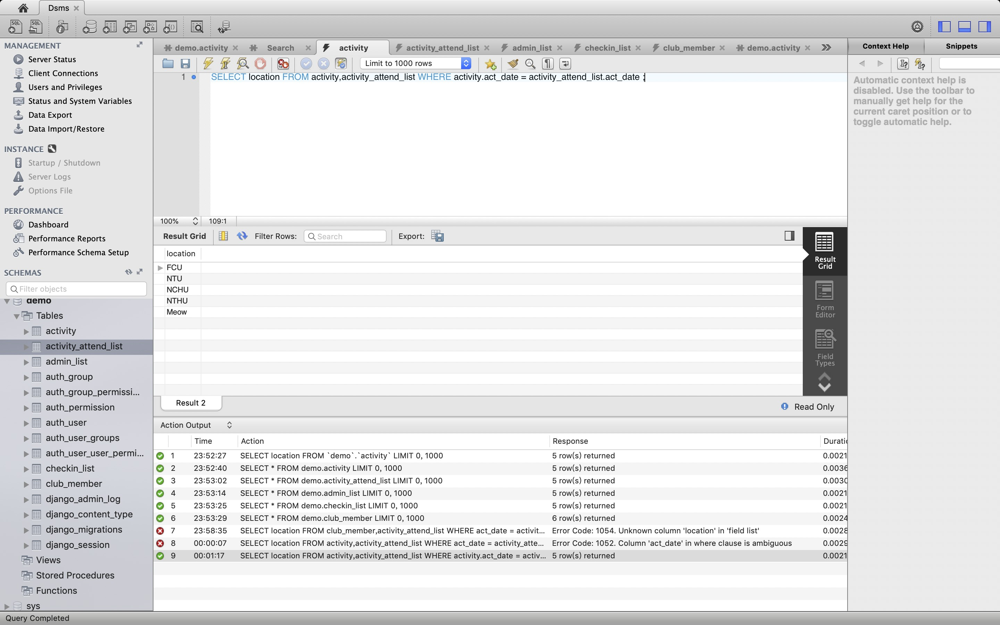 Dsms
MANAGEMENT
Server Status
Client Connections
Users and Privileges
Status and System Variables
Data Export
Data Import/Restore
INSTANCE
Startup / Shutdown
Server Logs
Options File
PERFORMANCE
Dashboard
Performance Reports
Performance Schema Setup
SCHEMAS
Filter objects
demo
Tables
activity
activity_attend_list
admin_list
auth_group
auth_group_permissi...
auth_permission
auth_user
auth_user_groups
auth_user_user_permi...
checkin_list
club_member
django_admin_log
django_content_type
django_migrations
django_session
Views
Stored Procedures
Functions
sys
demo.activity Search activity activity_attend_list admin_list checkin_list club_member demo.activity
Limit to 1000 rows
1 SELECT location FROM activity,activity_attend_list WHERE activity.act_date = activity_attend_list.act_date ;
100% 109:1
Result Grid Filter Rows: Search Export:
location
FCU
NTU
NCHU
NTHU
Meow
Result Grid
Form Editor
Field Types
Result 2
Read Only
Action Output
Time Action Response Duratic
1 23:52:27 SELECT location FROM `demo`.`activity` LIMIT 0, 1000 5 row(s) returned 0.0021
2 23:52:40 SELECT * FROM demo.activity LIMIT 0, 1000 5 row(s) returned 0.0036
3 23:53:02 SELECT * FROM demo.activity_attend_list LIMIT 0, 1000 5 row(s) returned 0.0030
4 23:53:14 SELECT * FROM demo.admin_list LIMIT 0, 1000 5 row(s) returned 0.0021
5 23:53:25 SELECT * FROM demo.checkin_list LIMIT 0, 1000 5 row(s) returned 0.0021
6 23:53:29 SELECT * FROM demo.club_member LIMIT 0, 1000 6 row(s) returned 0.0024
7 23:58:35 SELECT location FROM club_member,activity_attend_list WHERE act_date = activit... Error Code: 1054. Unknown column 'location' in 'field list' 0.0028
8 00:00:07 SELECT location FROM activity,activity_attend_list WHERE act_date = activity_atte... Error Code: 1052. Column 'act_date' in where clause is ambiguous 0.0029
9 00:01:17 SELECT location FROM activity,activity_attend_list WHERE activity.act_date = activ... 5 row(s) returned 0.0021
Context Help Snippets
Automatic context help is
disabled. Use the toolbar to
manually get help for the
current caret position or to
toggle automatic help.
Query Completed